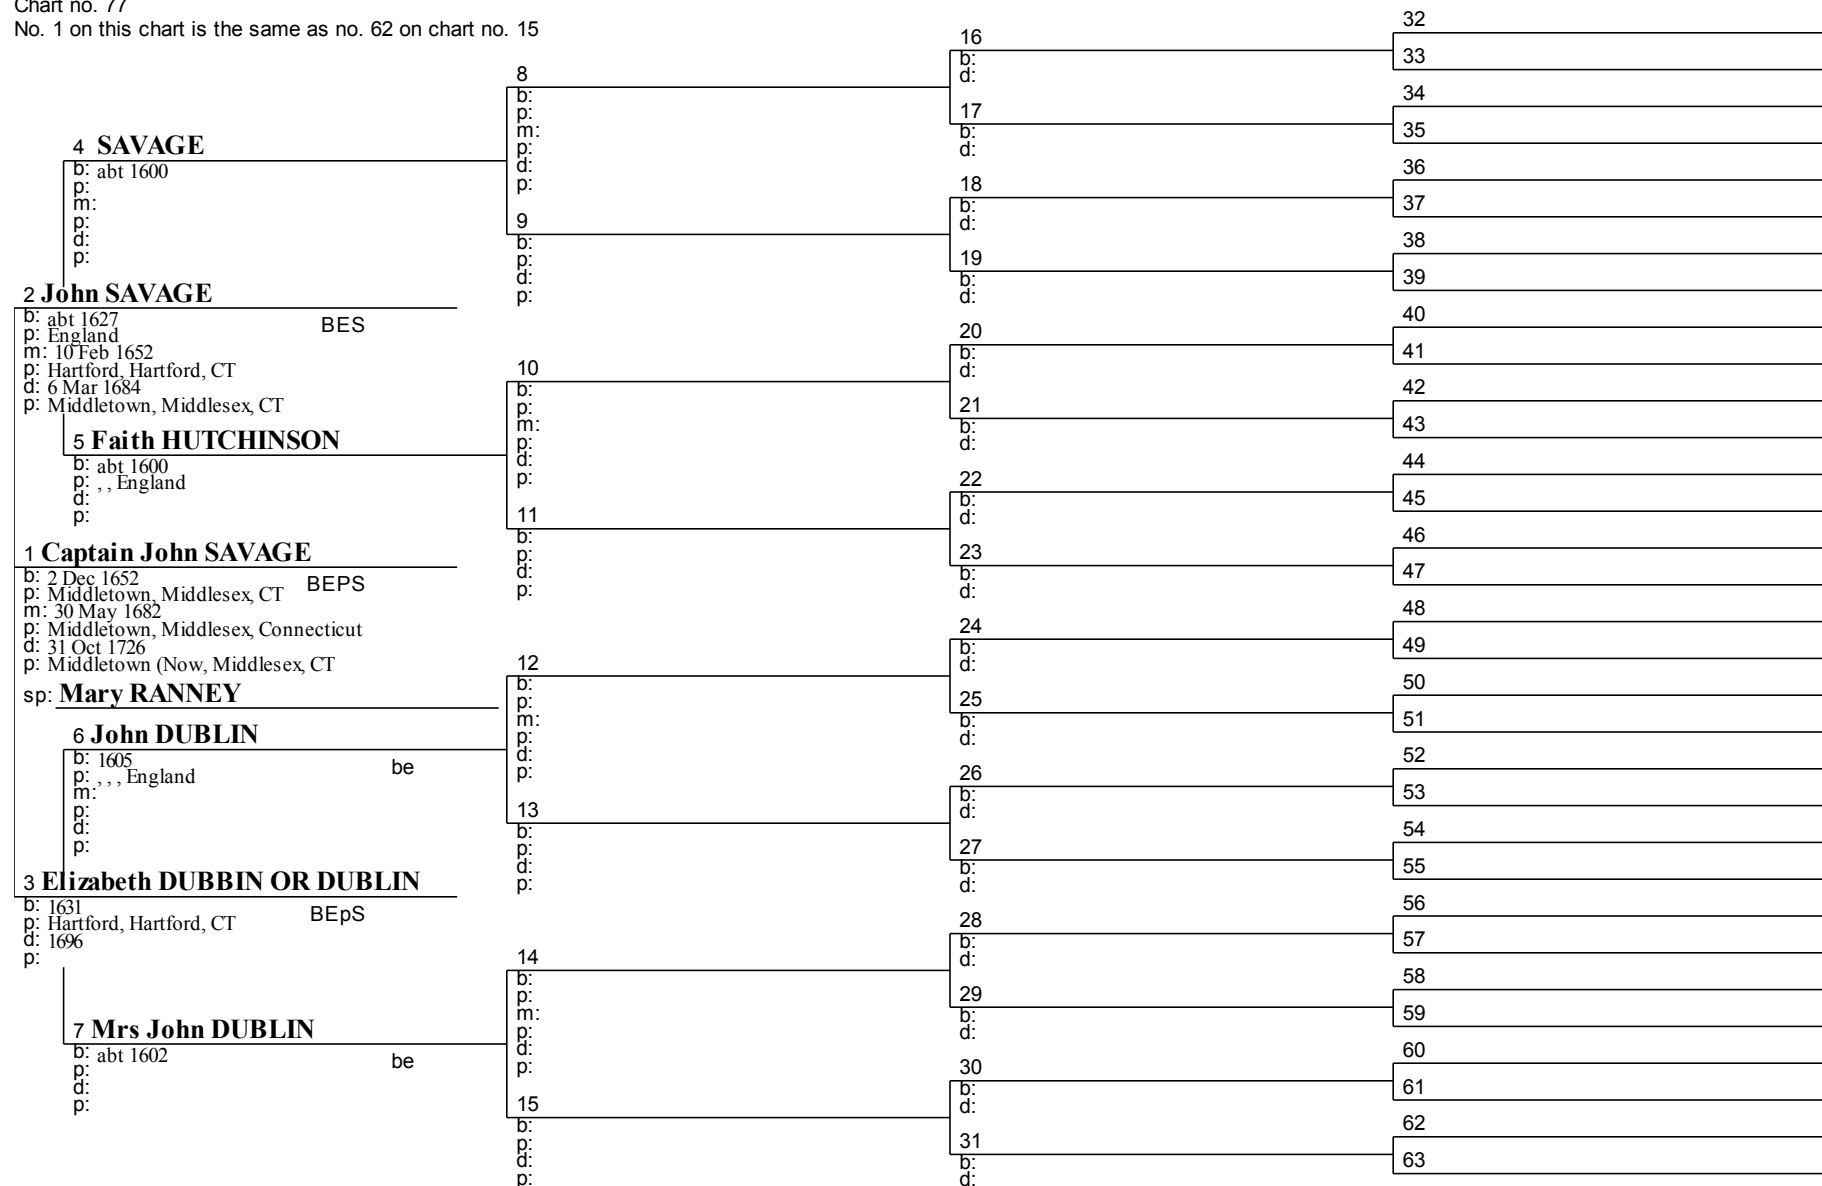 Chart no. 77
No. 1 on this chart is the same as no. 62 on chart no. 15
4 SAVAGE
b: abt 1600
p:
m:
p:
d:
p:
2 John SAVAGE
b: abt 1627
BES
p: England
m: 10 Feb 1652
p: Hartford, Hartford, CT
d: 6 Mar 1684
p: Middletown, Middlesex, CT
5 Faith HUTCHINSON
b: abt 1600
p: , , England
d:
p:
1 Captain John SAVAGE
b: 2 Dec 1652
BEPS
p: Middletown, Middlesex, CT
m: 30 May 1682
p: Middletown, Middlesex, Connecticut
d: 31 Oct 1726
p: Middletown (Now, Middlesex, CT
sp: Mary RANNEY
6 John DUBLIN
b: 1605
be
p: , , , England
m:
p:
d:
p:
3 Elizabeth DUBBIN OR DUBLIN
b: 1631
BEpS
p: Hartford, Hartford, CT
d: 1696
p:
7 Mrs John DUBLIN
b: abt 1602
be
p:
d:
p:
8
b:
p:
m:
p:
d:
p:
9
b:
p:
d:
p:
10
b:
p:
m:
p:
d:
p:
11
b:
p:
d:
p:
12
b:
p:
m:
p:
d:
p:
13
b:
p:
d:
p:
14
b:
p:
m:
p:
d:
p:
15
b:
p:
d:
p:
16
b:
d:
17
b:
d:
18
b:
d:
19
b:
d:
20
b:
d:
21
b:
d:
22
b:
d:
23
b:
d:
24
b:
d:
25
b:
d:
26
b:
d:
27
b:
d:
28
b:
d:
29
b:
d:
30
b:
d:
31
b:
d:
32
33
34
35
36
37
38
39
40
41
42
43
44
45
46
47
48
49
50
51
52
53
54
55
56
57
58
59
60
61
62
63